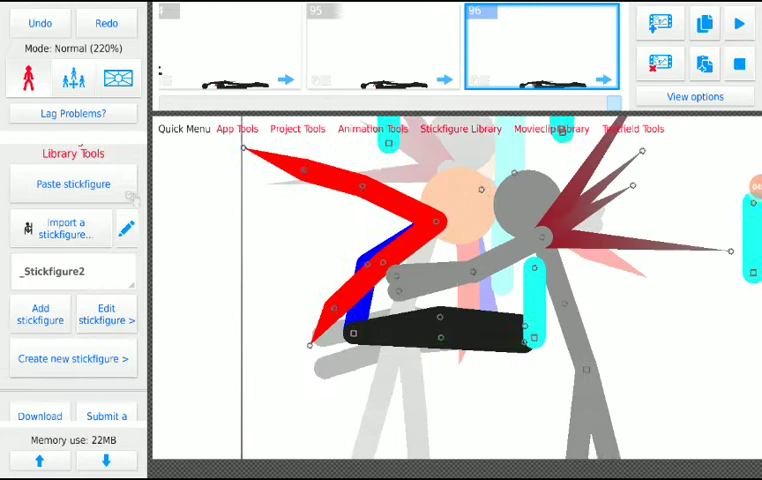 Undo
Redo
Mode: Normal (220%)
Lag Problems?
Library Tools
Paste stickfigure
Import a
stickfigure...
_Stickfigure2
Add
stickfigure
Edit
stickfigure >
Create new stickfigure >
Download
Submit a
Memory use: 22MB
4
95
96
View options
Quick Menu
App Tools
Project Tools
Animation Tools
Stickfigure Library
Movieclip Library
Textfield Tools